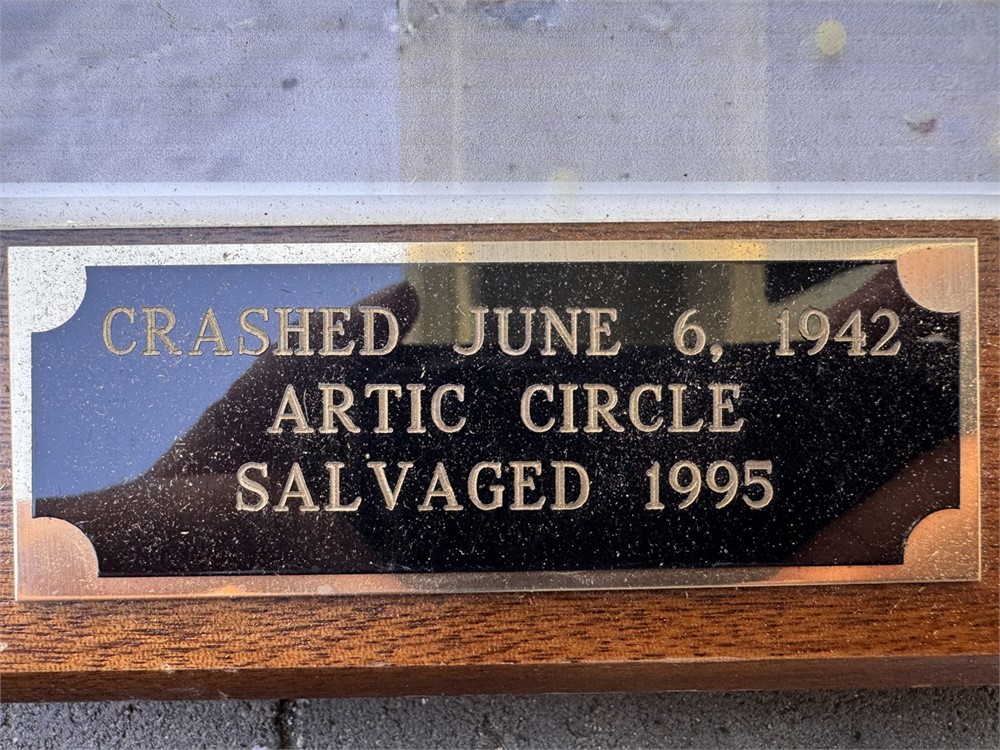 CRASHED JUNE 6, 1942
ARTIC CIRCLE
SALVAGED 1995